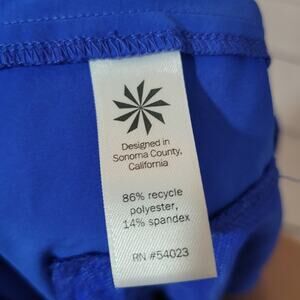 Designed in
Sonoma County,
California
86% recycle
polyester,
14% spandex
RN #54023